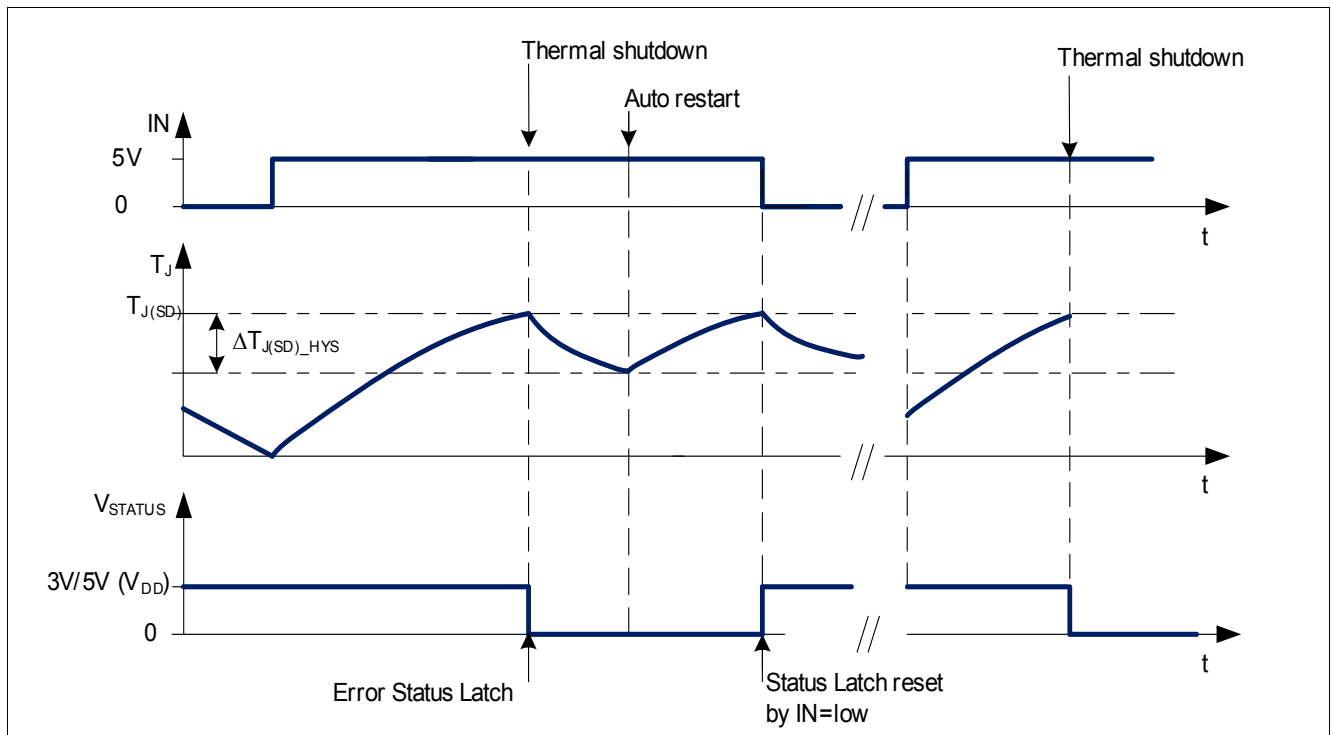 Thermal shutdown
Thermal shutdown
Auto restart
IN
5V
0
//
t
TJ
TJ(SD)
ΔTJ(SD)_HYS
//
t
VSTATUS
3V/5V (VDD)
0
//
t
Error Status Latch
Status Latch reset
by IN=low